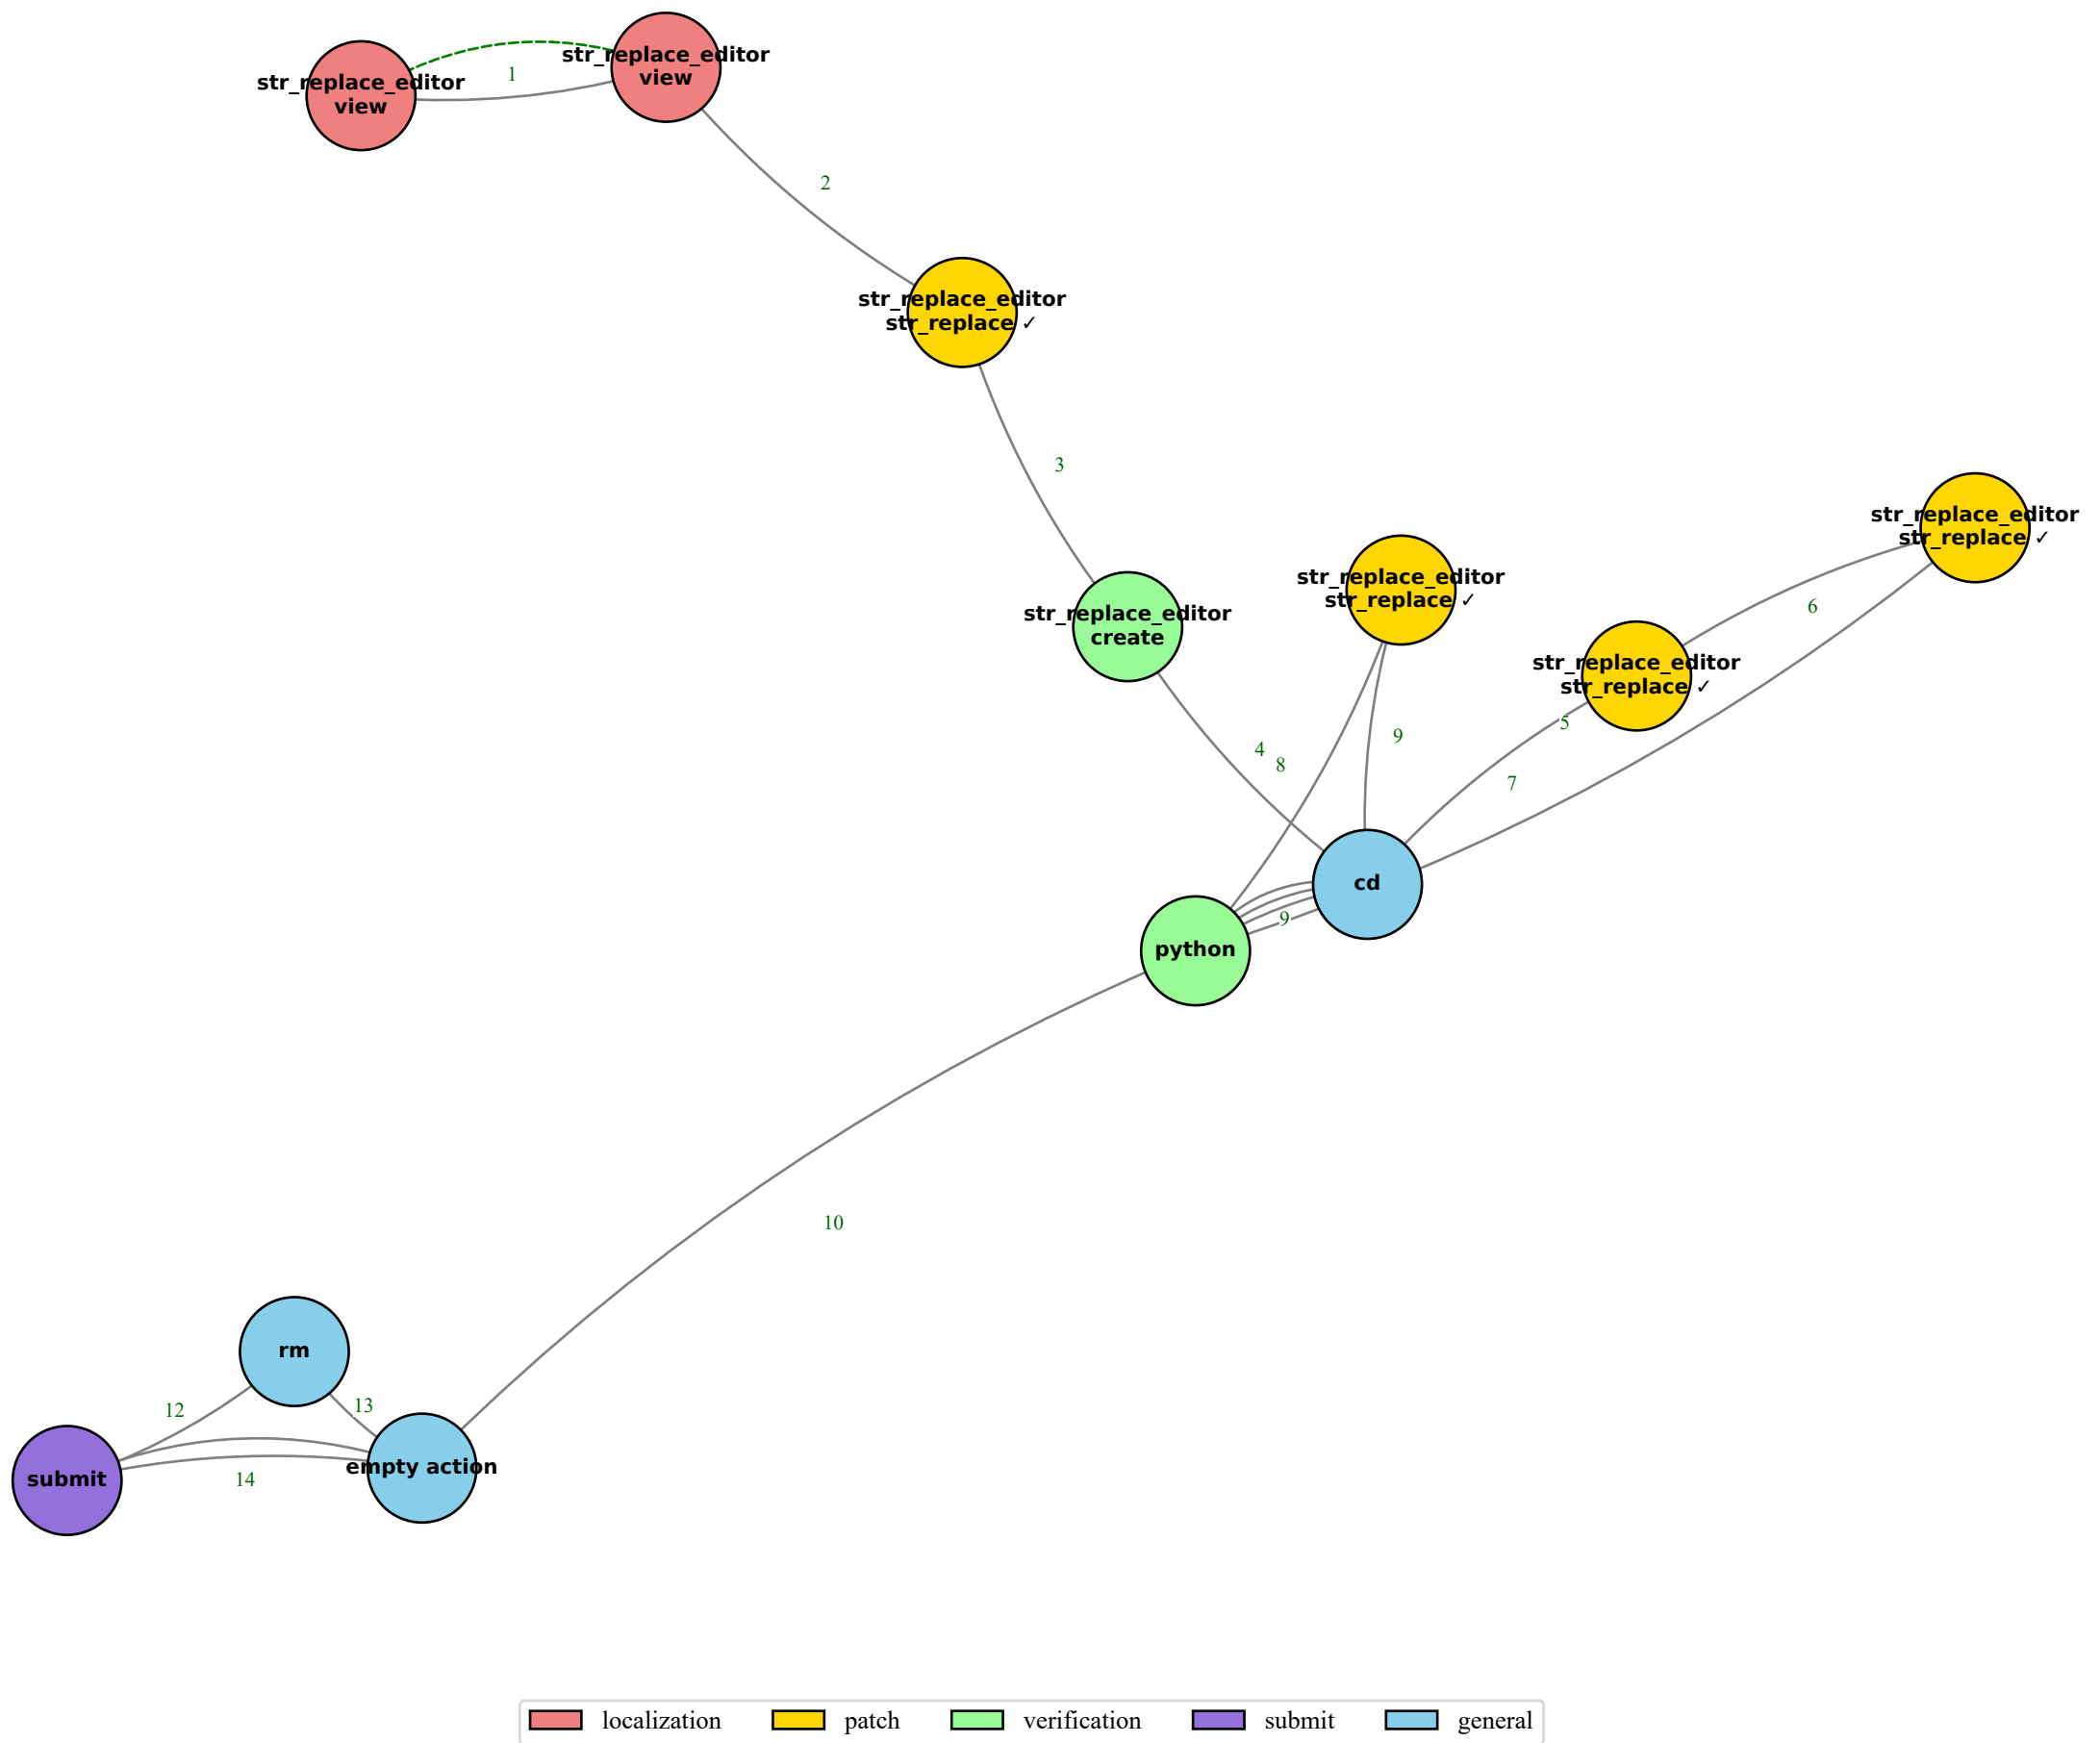 str_replace_editor
view
1
str_replace_editor
view
2
str_replace_editor
str_replace ✓
3
str_replace_editor
create
str_replace_editor
str_replace ✓
str_replace_editor
str_replace ✓
6
str_replace_editor
str_replace ✓
5
4
8
9
7
cd
9
python
10
rm
13
12
empty action
submit
14
localization patch verification submit general